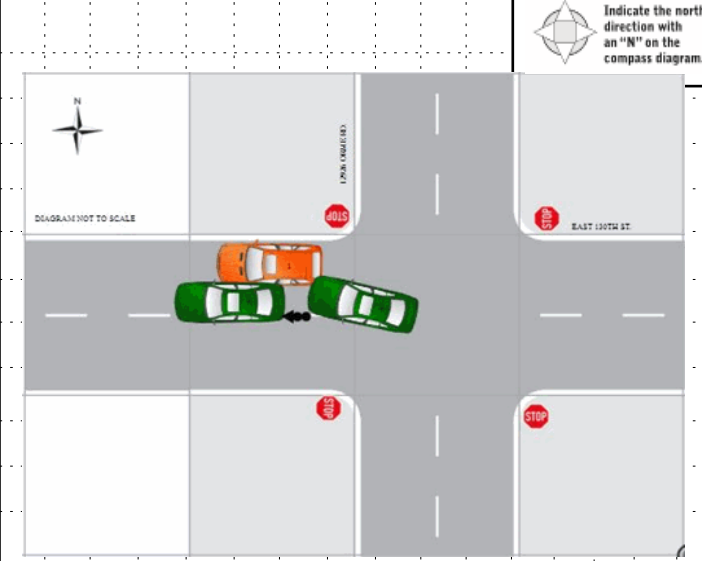 Indicate the north
direction with
an “N” on the
compass diagram.
N
STOP
STOP
DIAGRAM NOT TO SCALE
EAST 130TH ST.
1
STOP
STOP